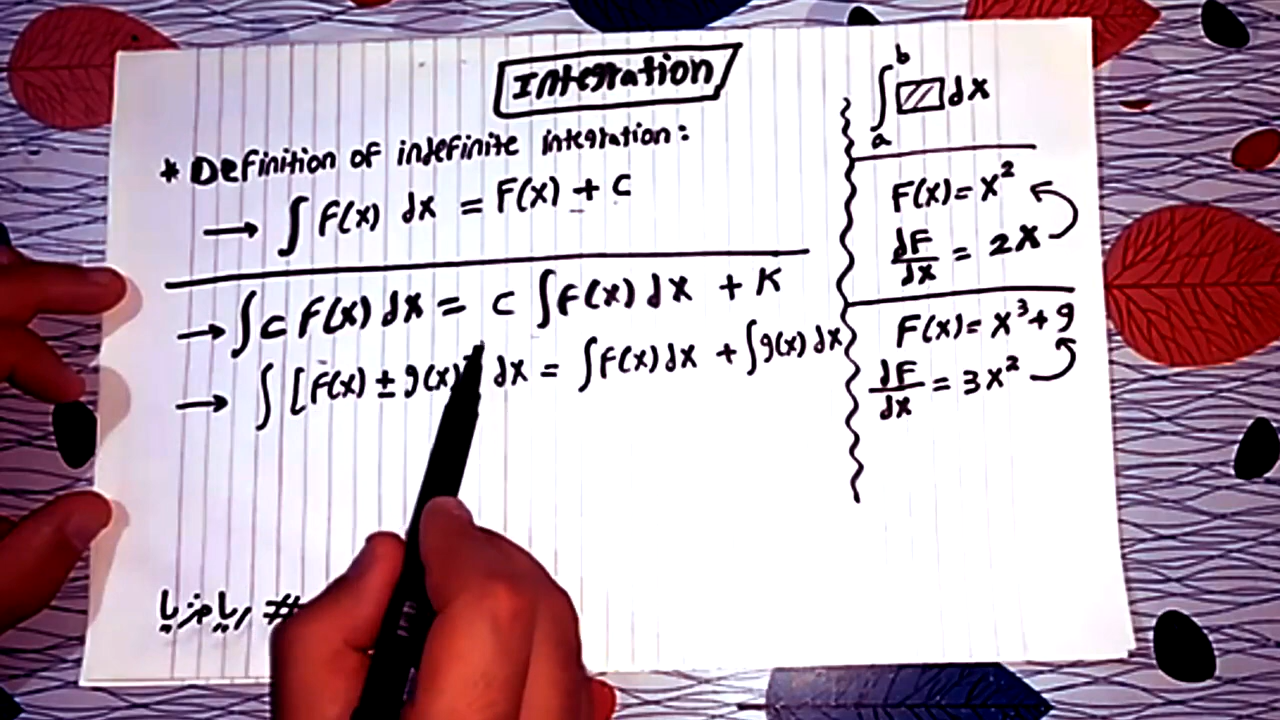 Integration
* Definition of indefinite integration:
→ ∫ F(x) dx = F(x) + C
→ ∫ c F(x) dx = c ∫ F(x) dx + K
→ ∫ [F(x) ± g(x) dx = ∫ F(x) dx + ∫ g(x) dx
∫ₐᵇ dx
F(x) = x²
dF/dx = 2x
F(x) = x³ + 9
dF/dx = 3x²